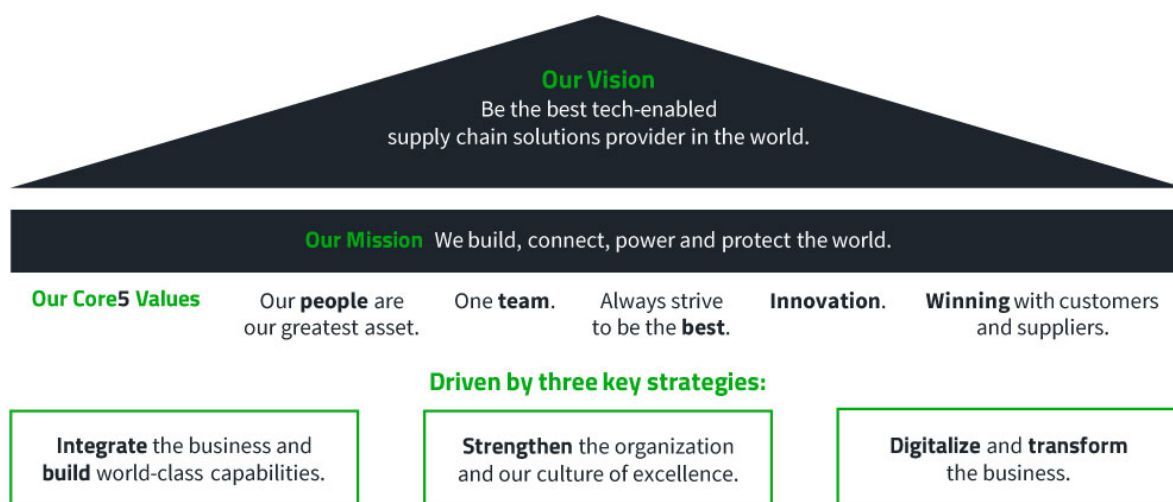 Our Vision
Be the best tech-enabled
supply chain solutions provider in the world.
Our Mission We build, connect, power and protect the world.
Our Core5 Values
Our people are
our greatest asset.
One team.
Always strive
to be the best.
Innovation.
Winning with customers
and suppliers.
Driven by three key strategies:
Integrate the business and
build world-class capabilities.
Strengthen the organization
and our culture of excellence.
Digitalize and transform
the business.